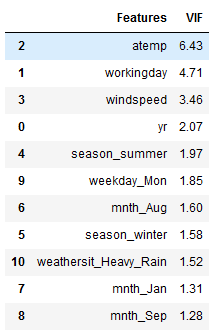 Features VIF
2 atemp 6.43
1 workingday 4.71
3 windspeed 3.46
0 yr 2.07
4 season_summer 1.97
9 weekday_Mon 1.85
6 mnth_Aug 1.60
5 season_winter 1.58
10 weathersit_Heavy_Rain 1.52
7 mnth_Jan 1.31
8 mnth_Sep 1.28